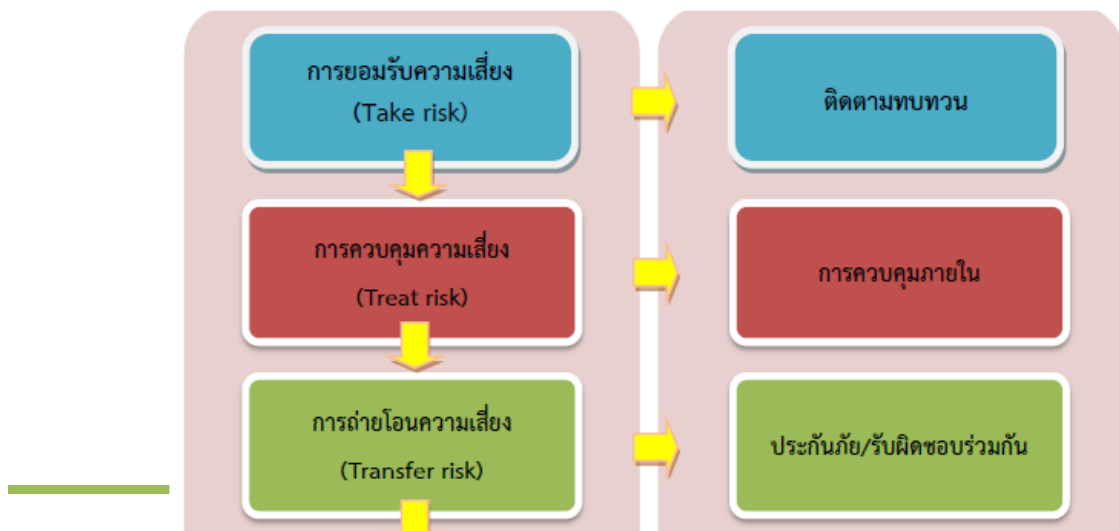 การยอมรับความเสี่ยง
(Take risk)
ติดตามทบทวน
การควบคุมความเสี่ยง
(Treat risk)
การควบคุมภายใน
การถ่ายโอนความเสี่ยง
(Transfer risk)
ประกันภัย/รับผิดชอบร่วมกัน